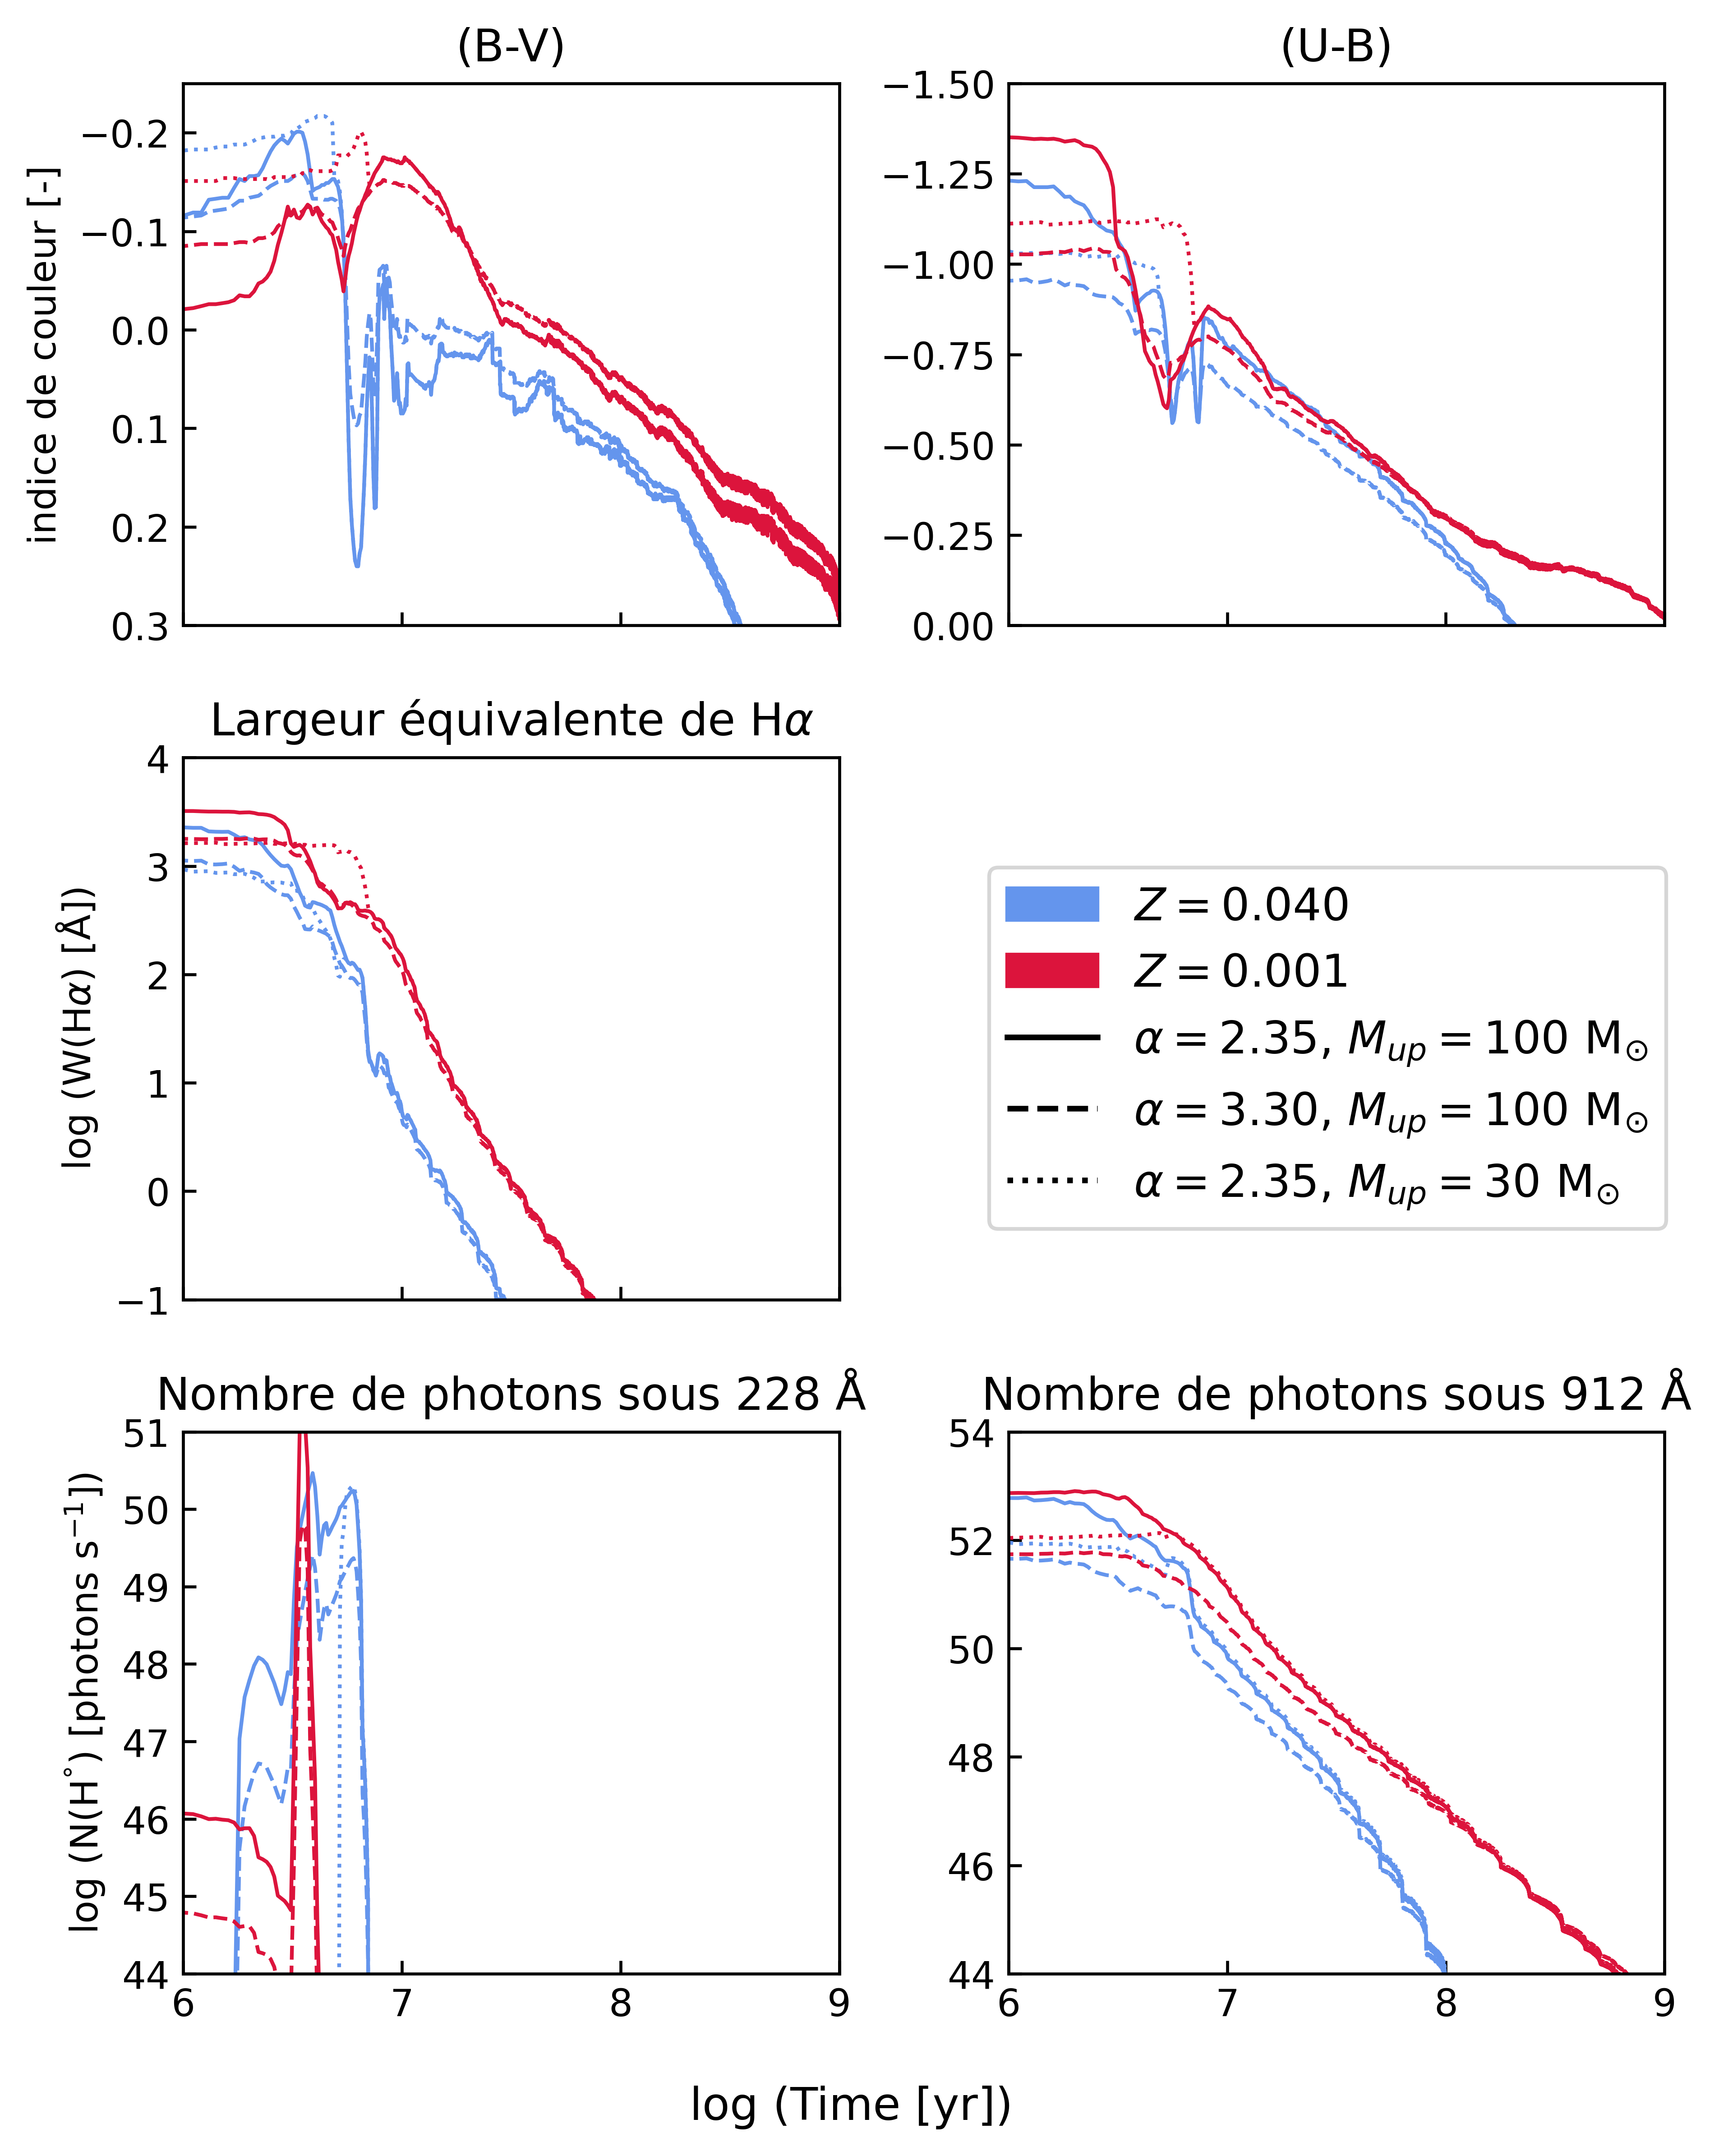 (B-V)
(U-B)
indice de couleur [-]
−0.2
−0.1
0.0
0.1
0.2
0.3
−1.50
−1.25
−1.00
−0.75
−0.50
−0.25
0.00
Largeur équivalente de Hα
log (W(Hα) [Å])
4
3
2
1
0
−1
Z = 0.040
Z = 0.001
α = 2.35, M_up = 100 M⊙
α = 3.30, M_up = 100 M⊙
α = 2.35, M_up = 30 M⊙
Nombre de photons sous 228 Å
Nombre de photons sous 912 Å
log (N(H°) [photons s⁻¹])
51
50
49
48
47
46
45
44
6 7 8 9
54
52
50
48
46
44
6 7 8 9
log (Time [yr])